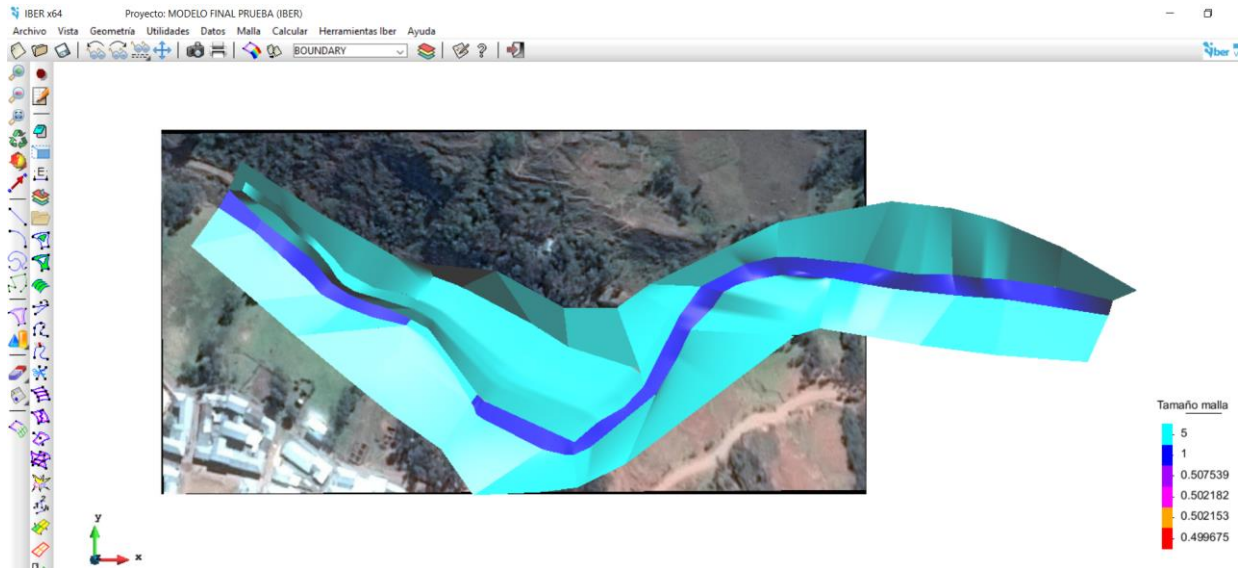 IBER x64 Proyecto: MODELO FINAL PRUEBA (IBER)
Archivo Vista Geometría Utilidades Datos Malla Calcular Herramientas Iber Ayuda
BOUNDARY
iber
E
Tamaño malla
5
1
0.507539
0.502182
0.502153
0.499675
y
x